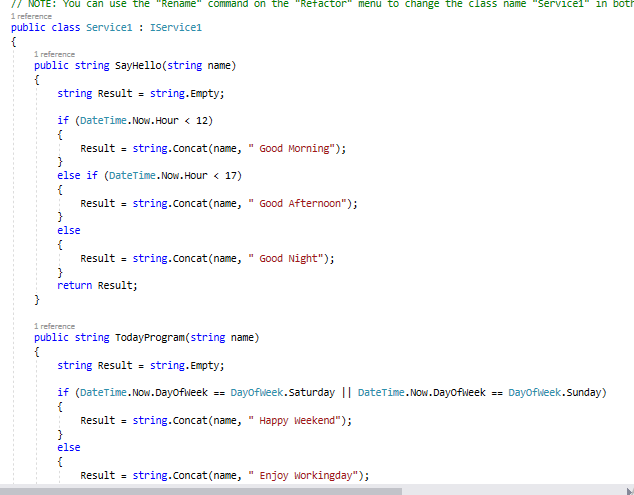 // NOTE: You can use the "Rename" command on the "Refactor" menu to change the class name "Service1" in both
1 reference
public class Service1 : IService1
{
1 reference
public string SayHello(string name)
{
string Result = string.Empty;
if (DateTime.Now.Hour < 12)
{
Result = string.Concat(name, " Good Morning");
}
else if (DateTime.Now.Hour < 17)
{
Result = string.Concat(name, " Good Afternoon");
}
else
{
Result = string.Concat(name, " Good Night");
}
return Result;
}
1 reference
public string TodayProgram(string name)
{
string Result = string.Empty;
if (DateTime.Now.DayOfWeek == DayOfWeek.Saturday || DateTime.Now.DayOfWeek == DayOfWeek.Sunday)
{
Result = string.Concat(name, " Happy Weekend");
}
else
{
Result = string.Concat(name, " Enjoy Workingday");